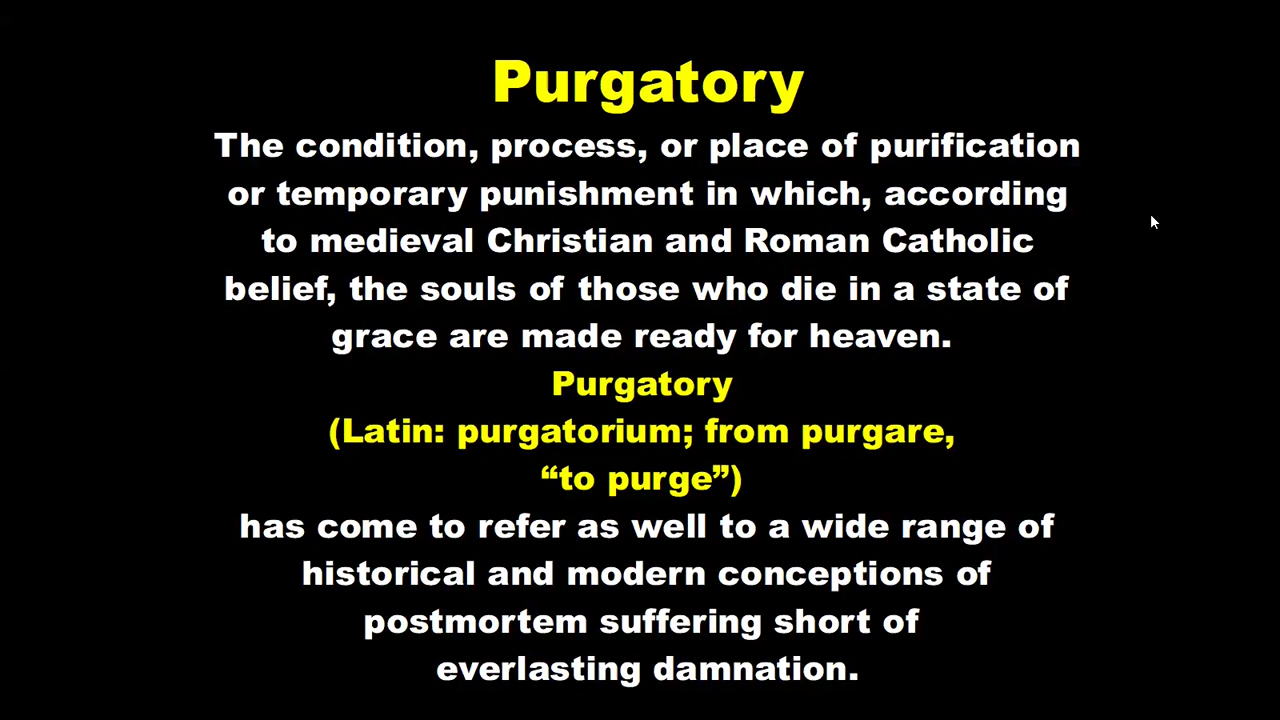 Purgatory
The condition, process, or place of purification
or temporary punishment in which, according
to medieval Christian and Roman Catholic
belief, the souls of those who die in a state of
grace are made ready for heaven.
Purgatory
(Latin: purgatorium; from purgare,
“to purge”)
has come to refer as well to a wide range of
historical and modern conceptions of
postmortem suffering short of
everlasting damnation.